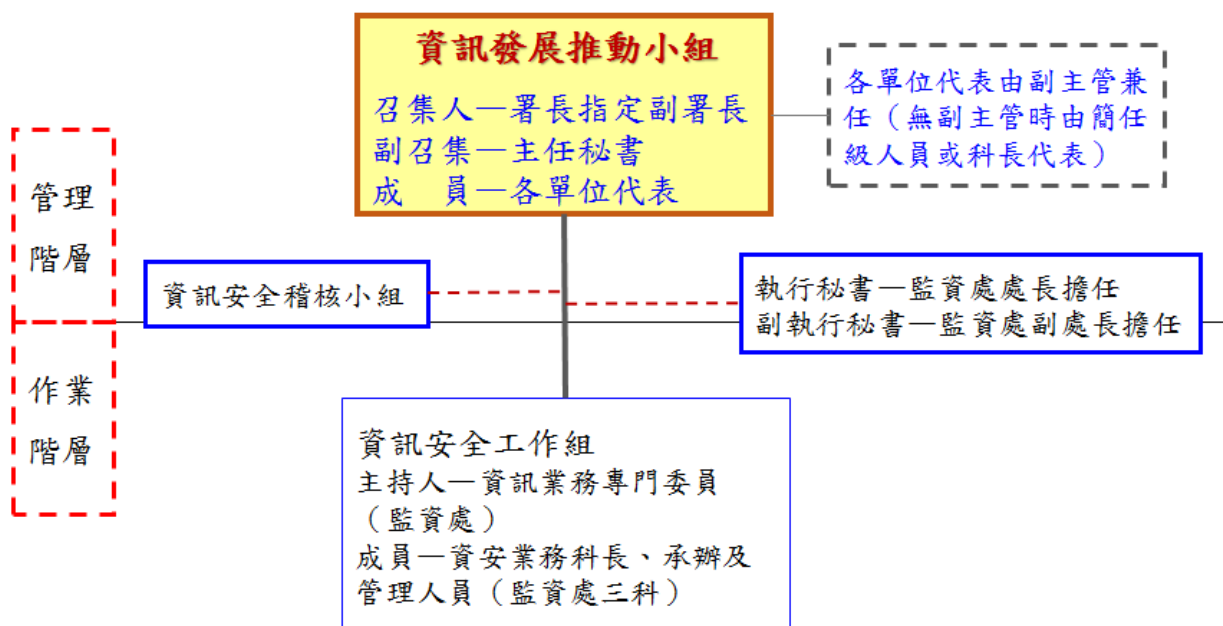 資訊發展推動小組
召集人—署長指定副署長
副召集—主任秘書
成　員—各單位代表
各單位代表由副主管兼
任（無副主管時由簡任
級人員或科長代表）
管理
階層
資訊安全稽核小組
執行秘書—監資處處長擔任
副執行秘書—監資處副處長擔任
作業
階層
資訊安全工作組
主持人—資訊業務專門委員
（監資處）
成員—資安業務科長、承辦及
管理人員（監資處三科）